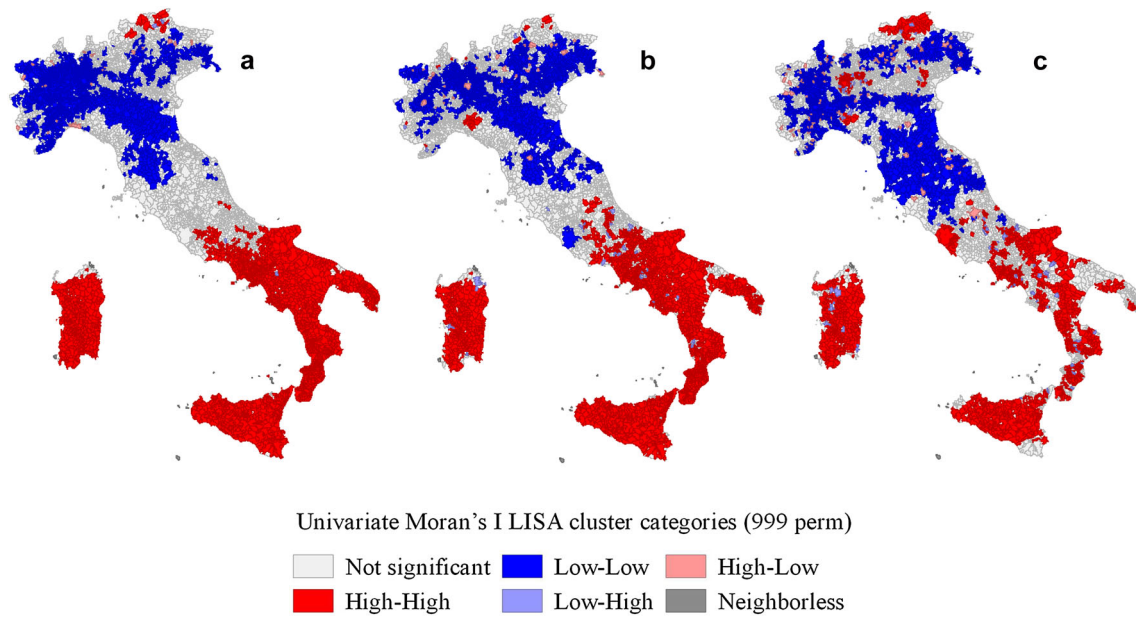 a b c
Univariate Moran's I LISA cluster categories (999 perm)
Not significant Low-Low High-Low
High-High Low-High Neighborless